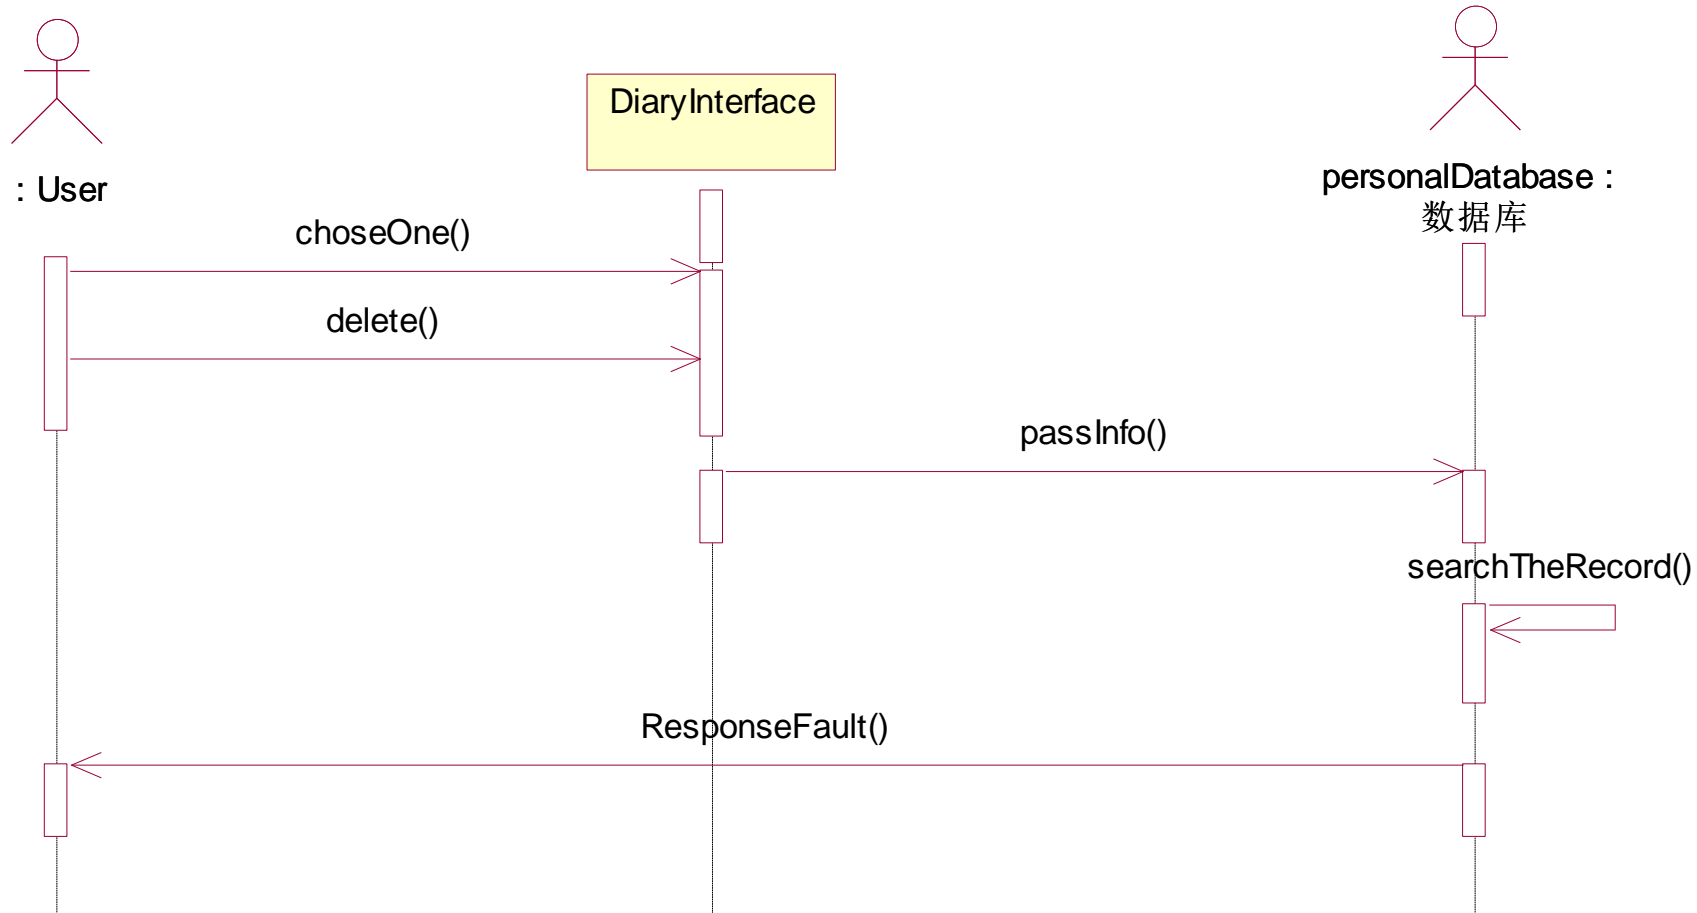 DiaryInterface
personalDatabase :
数据库
: User
choseOne()
delete()
passInfo()
searchTheRecord()
ResponseFault()